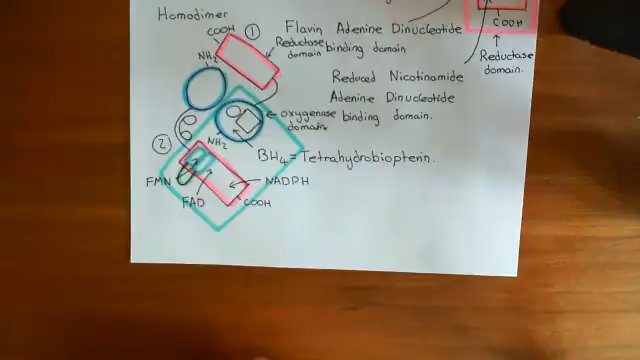 Homodimer
COOH
①
Flavin Adenine Dinucleotide
Reductase
domain
binding domain
NH2
COOH
Reductase
domain.
Reduced Nicotinamide
Adenine Dinucleotide
binding domain.
oxygenase
domain
NH2
②
BH4 = Tetrahydrobiopterin.
FMN
NADPH
FAD
COOH